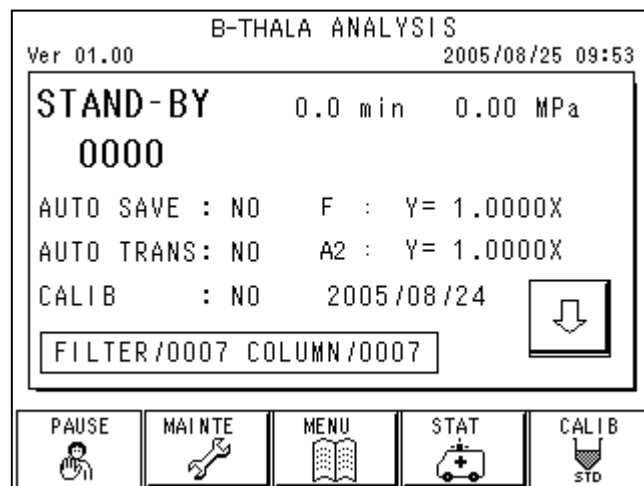 B-THALA ANALYSIS
Ver 01.00 2005/08/25 09:53
STAND-BY 0.0 min 0.00 MPa
0000
AUTO SAVE : NO F : Y= 1.0000X
AUTO TRANS: NO A2 : Y= 1.0000X
CALIB : NO 2005/08/24
FILTER/0007 COLUMN/0007
PAUSE MAINTE MENU STAT CALIB
STD